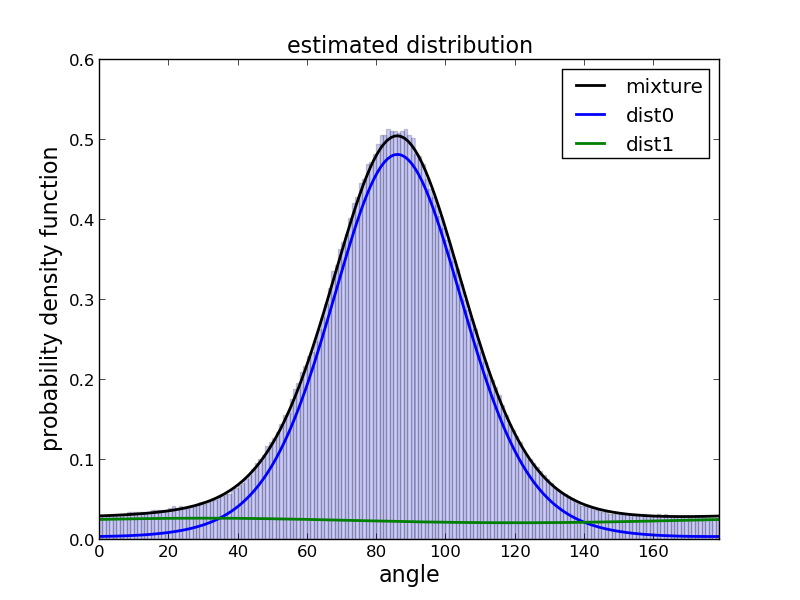 estimated distribution
mixture
dist0
dist1
probability density function
0.6
0.5
0.4
0.3
0.2
0.1
0.0
0 20 40 60 80 100 120 140 160
angle